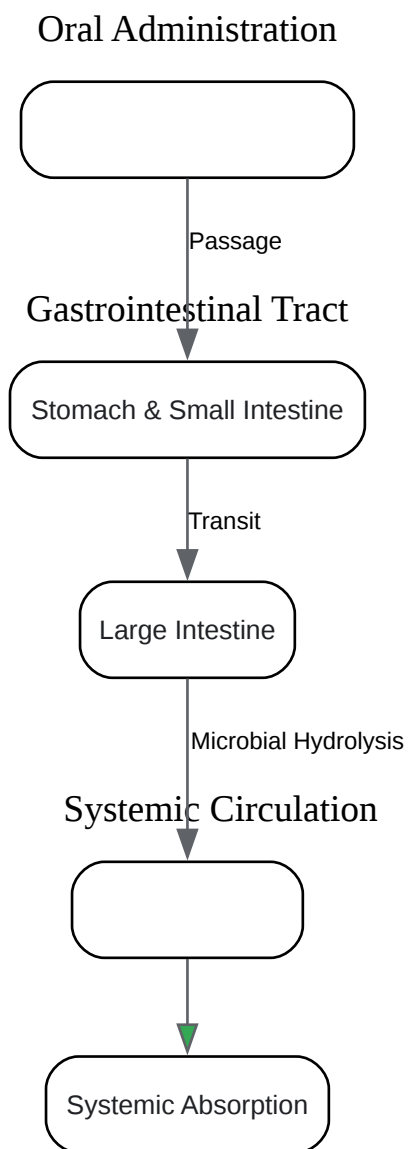 Oral Administration
Passage
Gastrointestinal Tract
Stomach & Small Intestine
Transit
Large Intestine
Microbial Hydrolysis
Systemic Circulation
Systemic Absorption